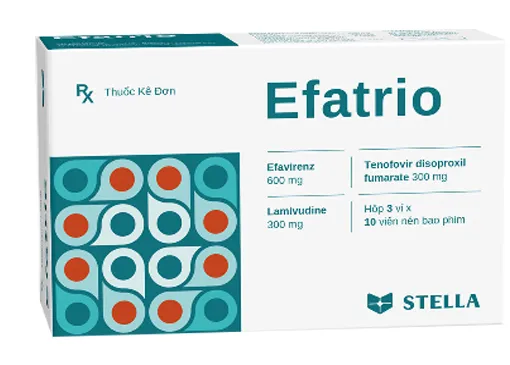 Rx Thuốc Kê Đơn
Efatrio
Efavirenz
600 mg
Tenofovir disoproxil
fumarate 300 mg
Lamivudine
300 mg
Hộp 3 vỉ x
10 viên nén bao phim
STELLA